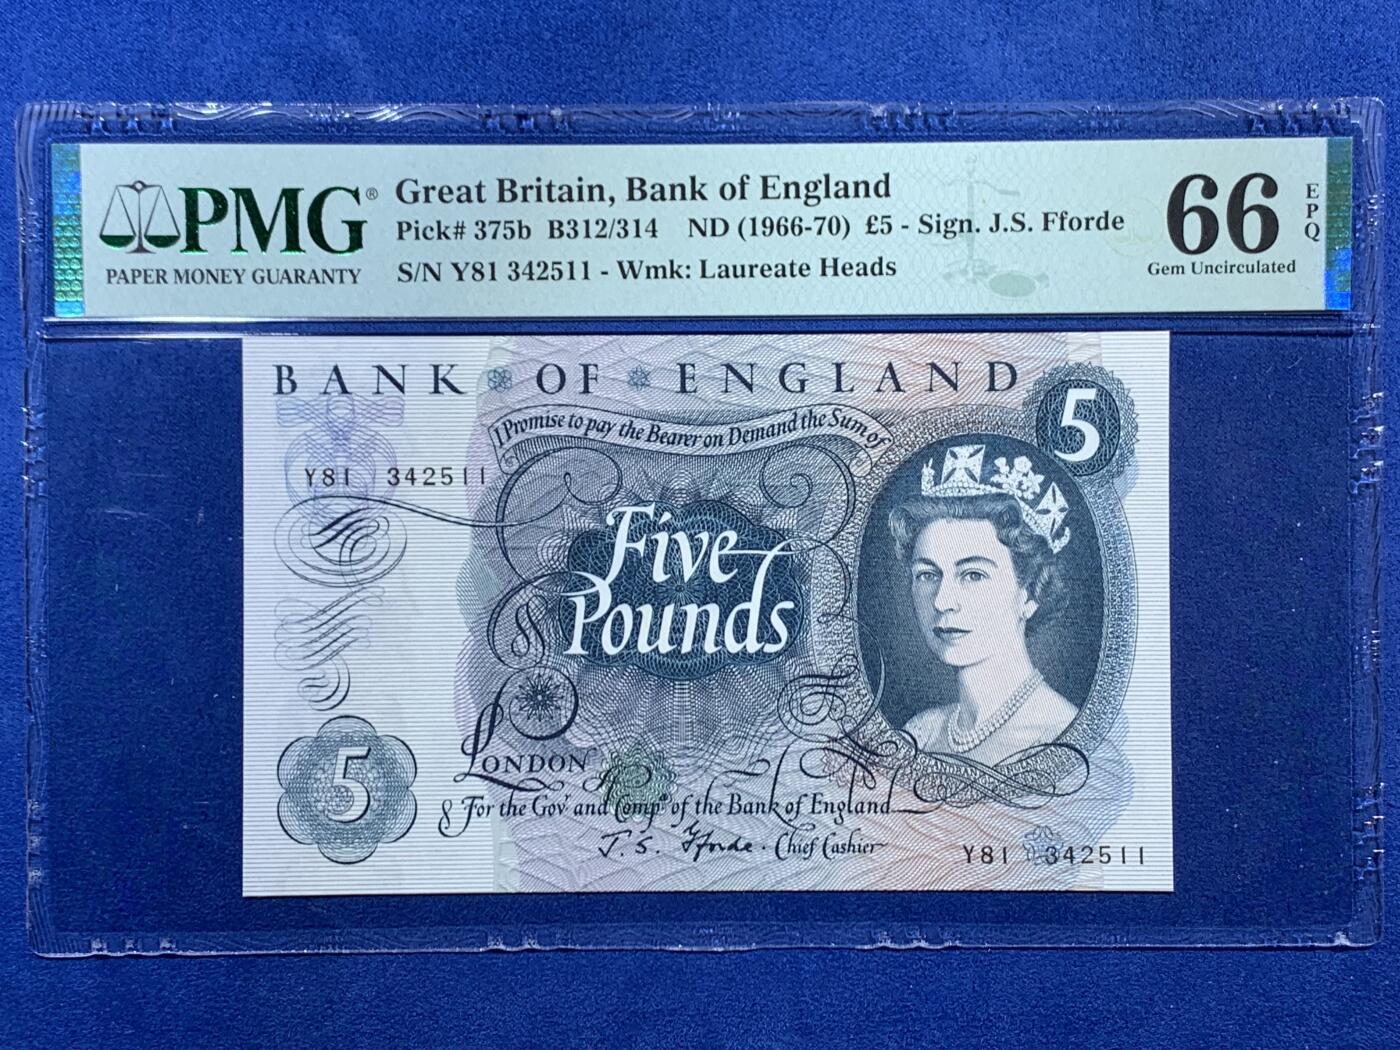 PMG®
PAPER MONEY GUARANTY
Great Britain, Bank of England
Pick# 375b B312/314 ND (1966-70) £5 - Sign. J.S. Fforde
S/N Y81 342511 - Wmk: Laureate Heads
66 EPQ
Gem Uncirculated
BANK OF ENGLAND
5
I Promise to pay the Bearer on Demand the Sum of
Y81 342511
Five
Pounds
LONDON
5
For the Govr and Compa of the Bank of England
J. S. Fforde. Chief Cashier
Y81 342511